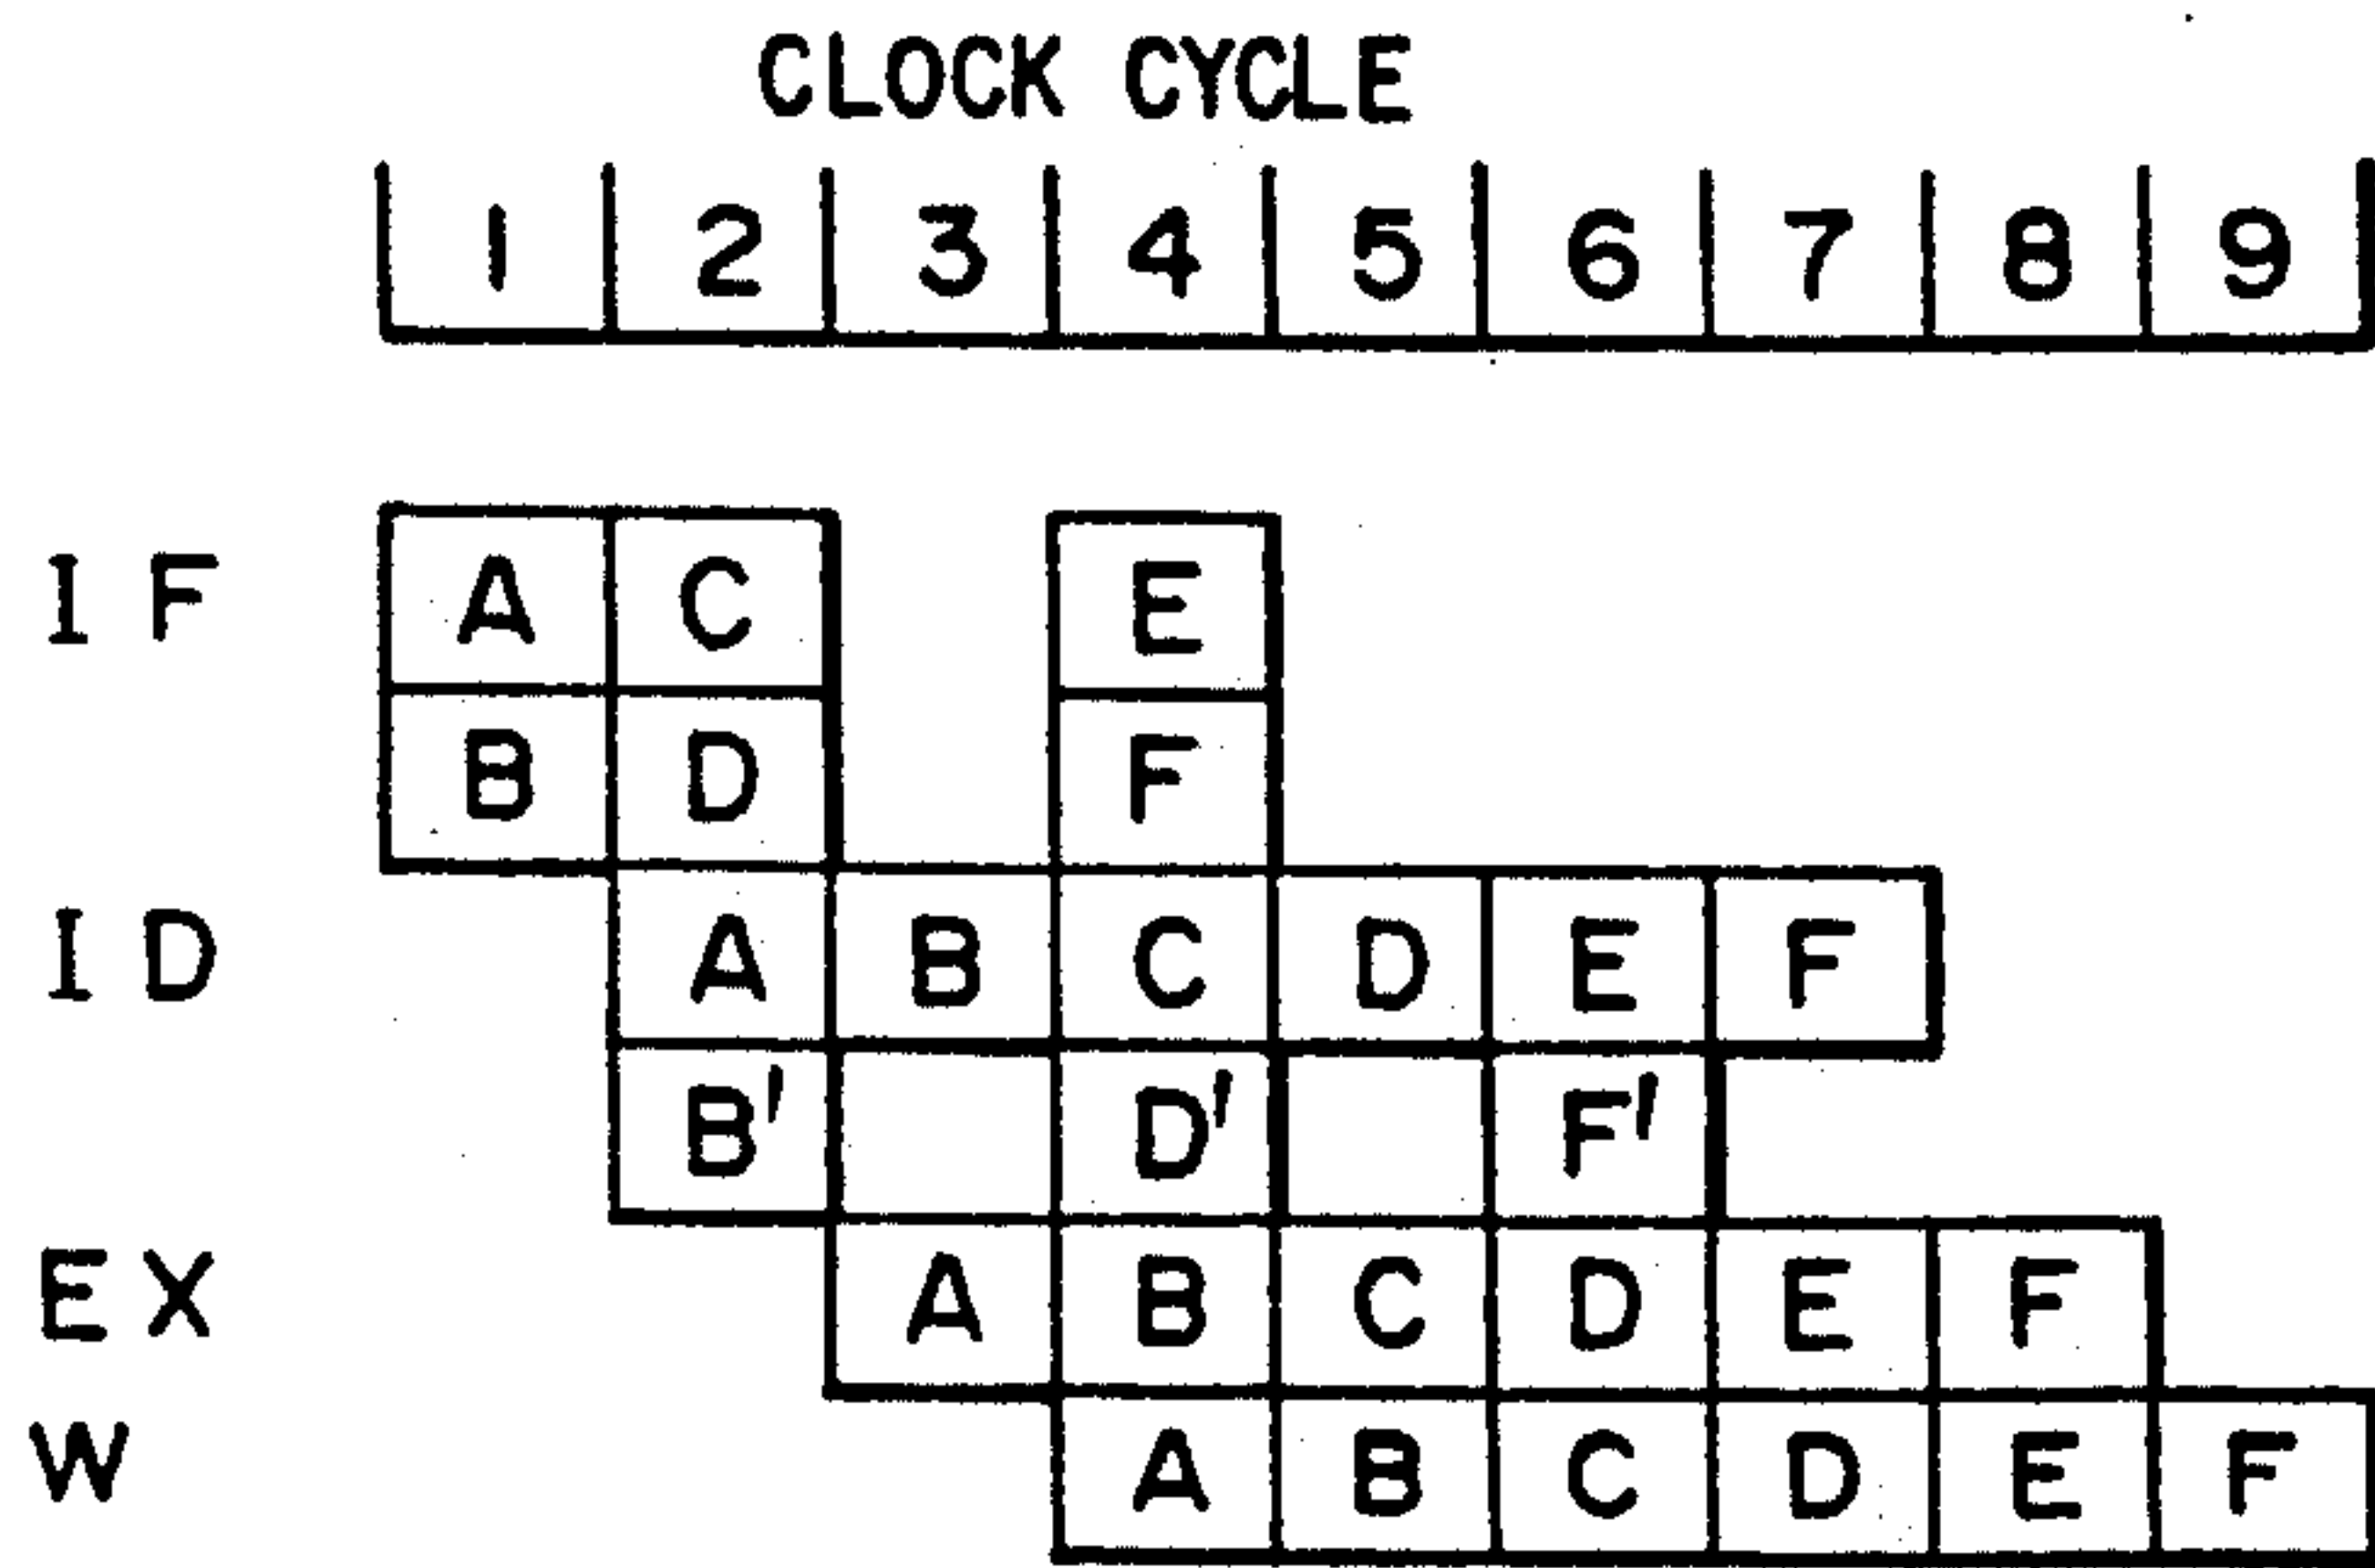 CLOCK CYCLE
1 2 3 4 5 6 7 8 9
IF A C E
B D F
ID A B C D E F
B' D' F'
EX A B C D E F
W A B C D E F